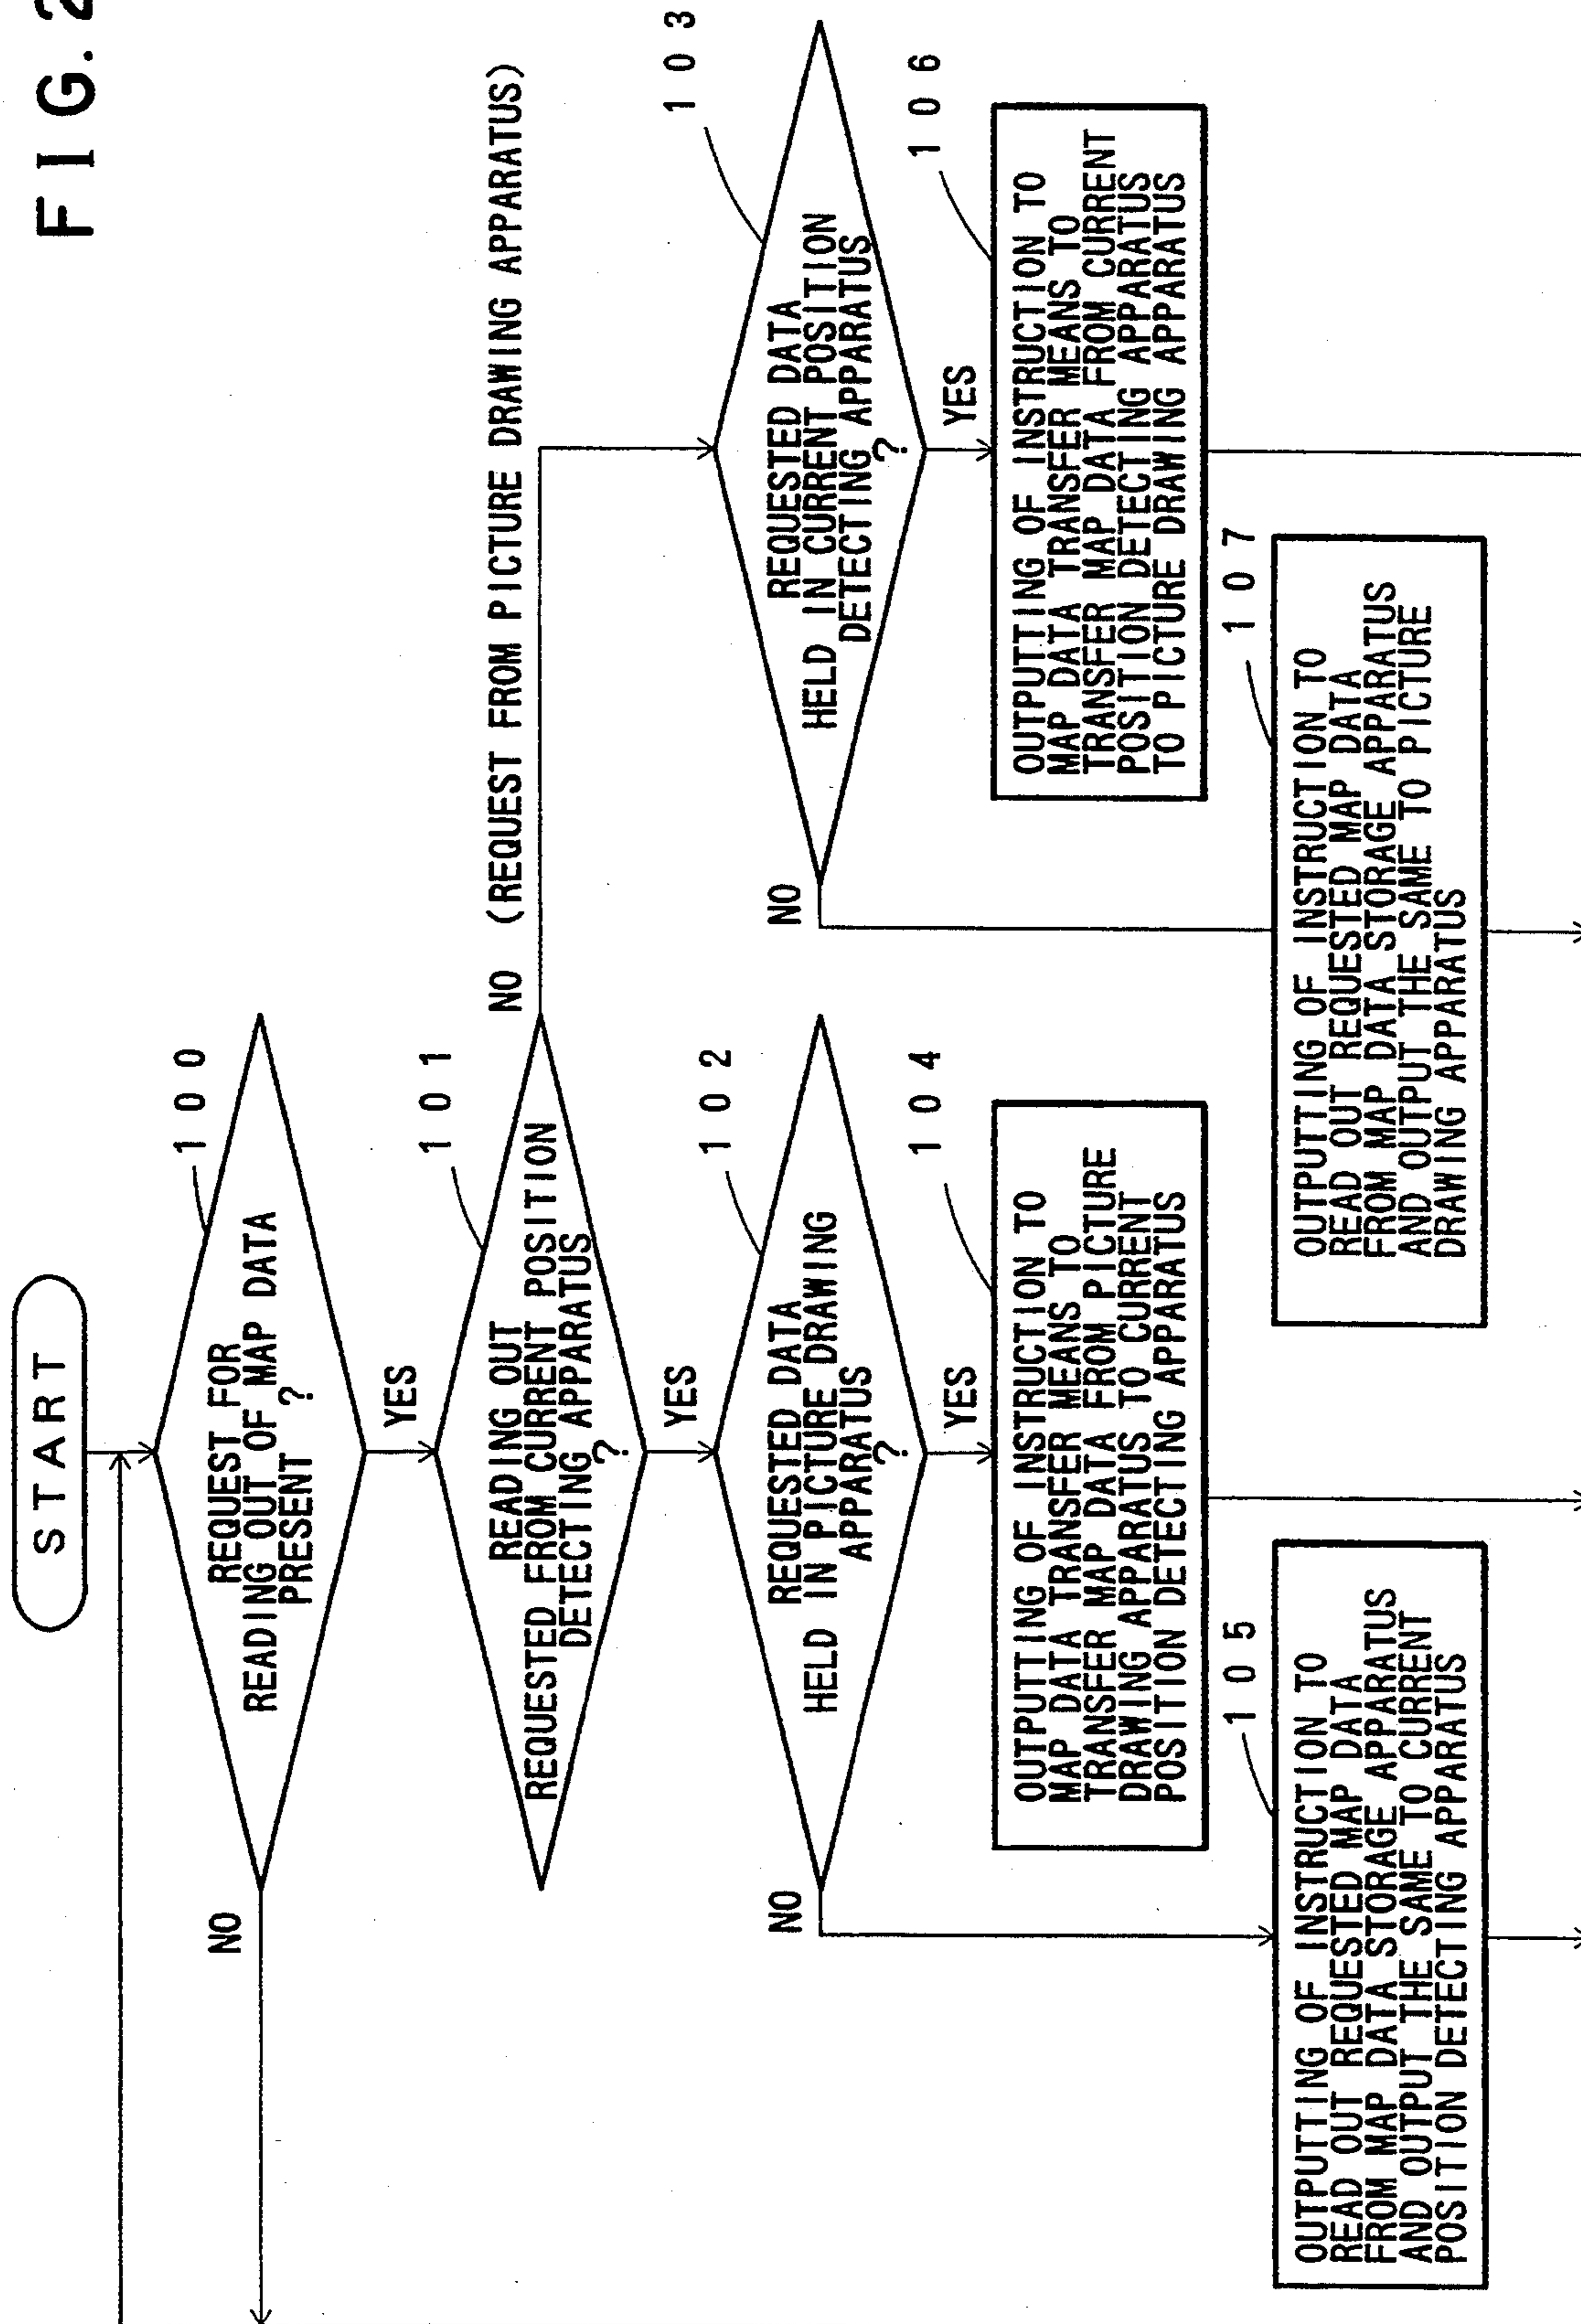 FIG. 2
START
100
REQUEST FOR
READING OUT OF MAP DATA
PRESENT ?
NO
YES
101
READING OUT
REQUESTED FROM CURRENT POSITION
DETECTING APPARATUS
?
NO (REQUEST FROM PICTURE DRAWING APPARATUS)
YES
102
REQUESTED DATA
HELD IN PICTURE DRAWING
APPARATUS
?
NO
YES
103
REQUESTED DATA
HELD IN CURRENT POSITION
DETECTING APPARATUS
?
NO
YES
104
OUTPUTTING OF INSTRUCTION TO
MAP DATA TRANSFER MEANS TO
TRANSFER MAP DATA FROM PICTURE
DRAWING APPARATUS TO CURRENT
POSITION DETECTING APPARATUS
106
OUTPUTTING OF INSTRUCTION TO
MAP DATA TRANSFER MEANS TO
TRANSFER MAP DATA FROM CURRENT
POSITION DETECTING APPARATUS
TO PICTURE DRAWING APPARATUS
105
OUTPUTTING OF INSTRUCTION TO
READ OUT REQUESTED MAP DATA
FROM MAP DATA STORAGE APPARATUS
AND OUTPUT THE SAME TO CURRENT
POSITION DETECTING APPARATUS
107
OUTPUTTING OF INSTRUCTION TO
READ OUT REQUESTED MAP DATA
FROM MAP DATA STORAGE APPARATUS
AND OUTPUT THE SAME TO PICTURE
DRAWING APPARATUS